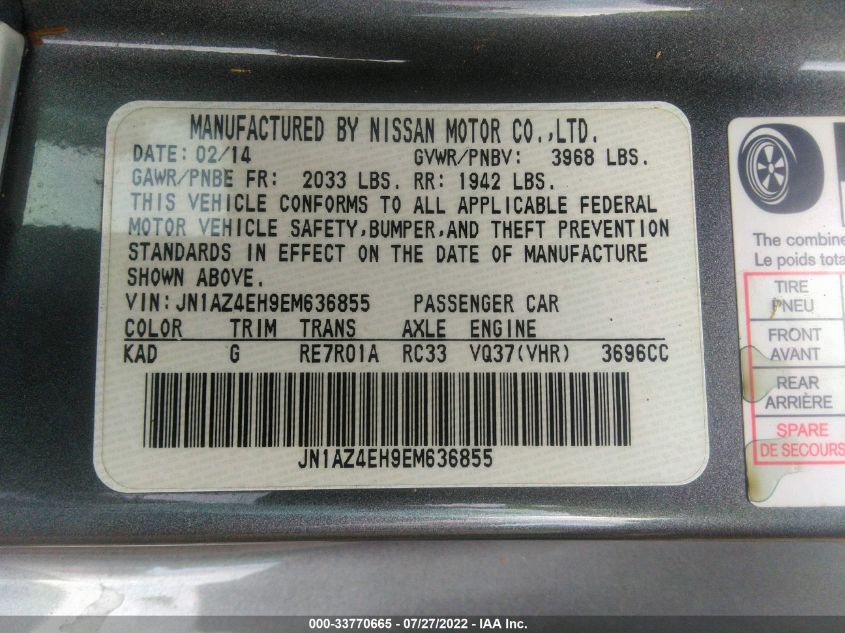 MANUFACTURED BY NISSAN MOTOR CO.,LTD.
DATE: 02/14 GVWR/PNBV: 3968 LBS.
GAWR/PNBE FR: 2033 LBS. RR: 1942 LBS.
THIS VEHICLE CONFORMS TO ALL APPLICABLE FEDERAL
MOTOR VEHICLE SAFETY,BUMPER,AND THEFT PREVENTION
STANDARDS IN EFFECT ON THE DATE OF MANUFACTURE
SHOWN ABOVE.
VIN: JN1AZ4EH9EM636855 PASSENGER CAR
COLOR TRIM TRANS AXLE ENGINE
KAD G RE7R01A RC33 VQ37(VHR) 3696CC
JN1AZ4EH9EM636855
The combine
Le poids tota
TIRE
PNEU
FRONT
AVANT
REAR
ARRIÈRE
SPARE
DE SECOURS
000-33770665 - 07/27/2022 - IAA Inc.